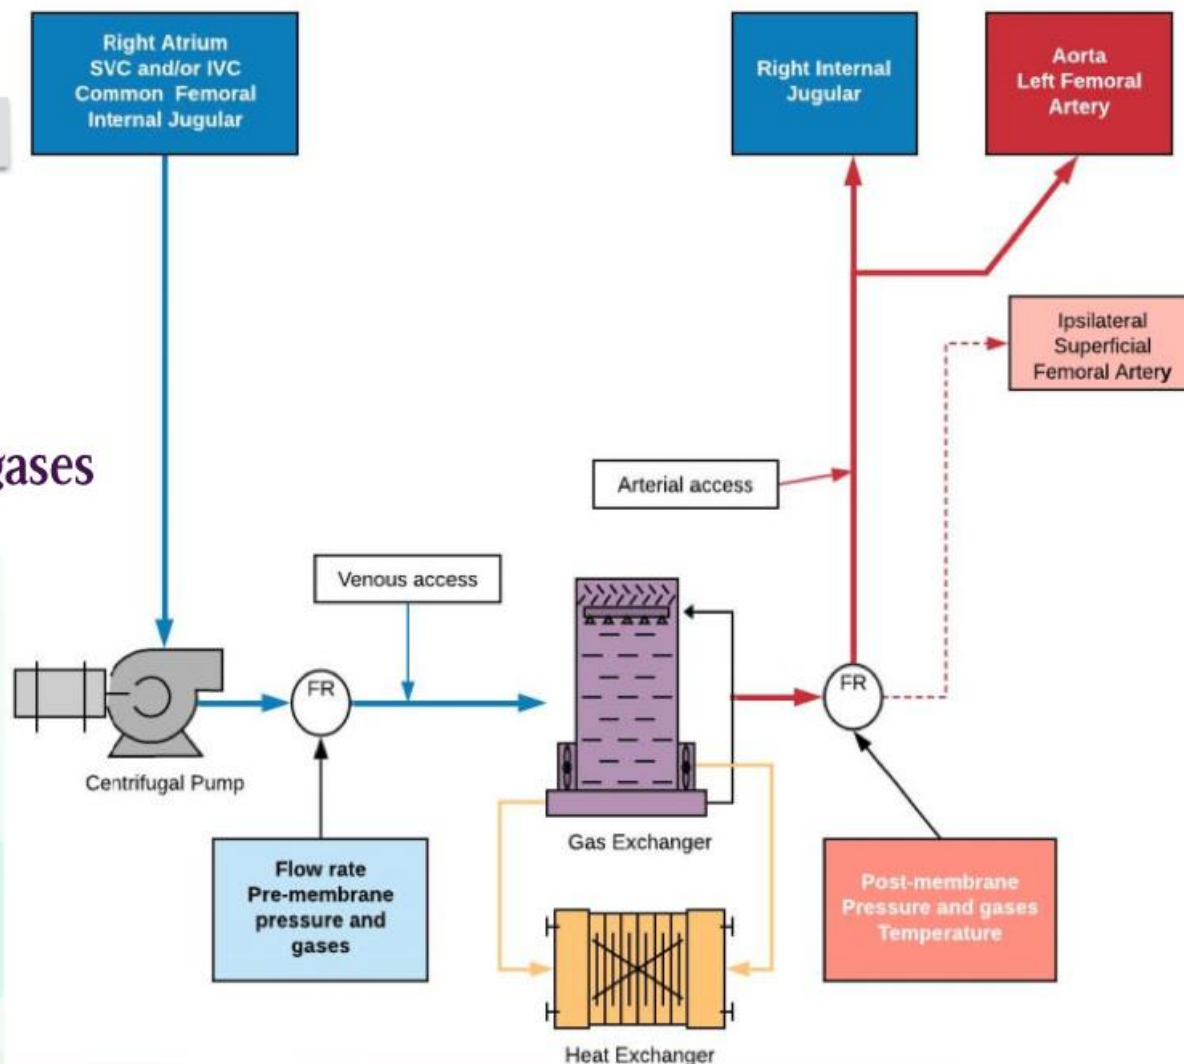 Right Atrium
SVC and/or IVC
Common Femoral
Internal Jugular
Right Internal
Jugular
Aorta
Left Femoral
Artery
Ipsilateral
Superficial
Femoral Artery
gases
Arterial access
Venous access
FR
FR
Centrifugal Pump
Gas Exchanger
Flow rate
Pre-membrane
pressure and
gases
Post-membrane
Pressure and gases
Temperature
Heat Exchanger